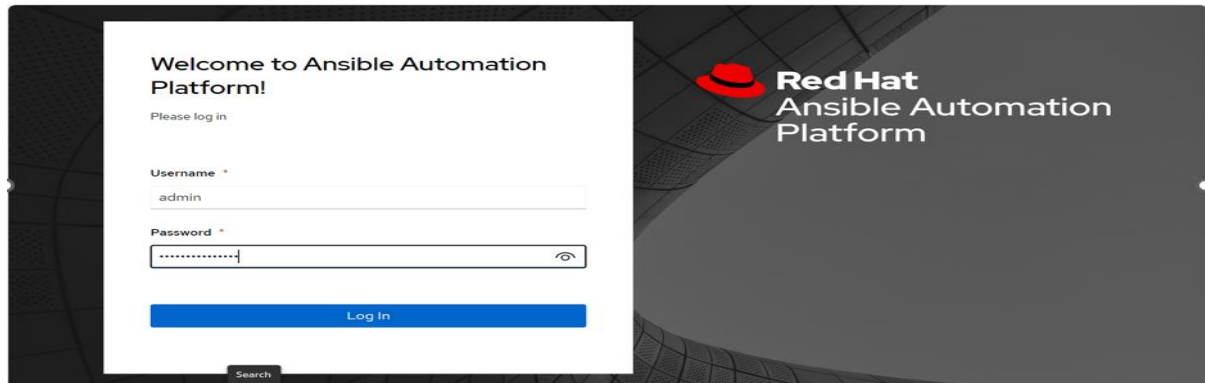 Welcome to Ansible Automation
Platform!
Please log in
Username *
admin
Password *
Log In
Search
Red Hat
Ansible Automation
Platform